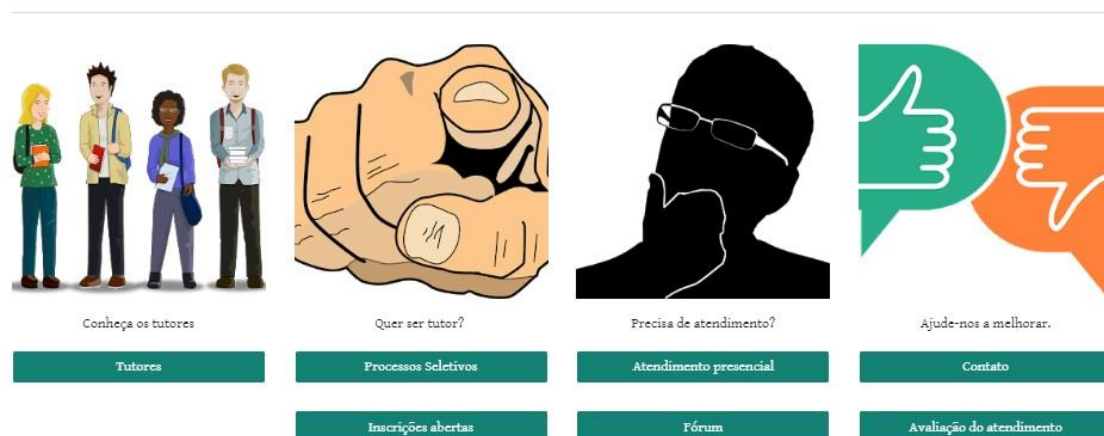 Conheça os tutores
Tutores
Quer ser tutor?
Processos Seletivos
Inscrições abertas
Precisa de atendimento?
Atendimento presencial
Fórum
Ajude-nos a melhorar.
Contato
Avaliação do atendimento